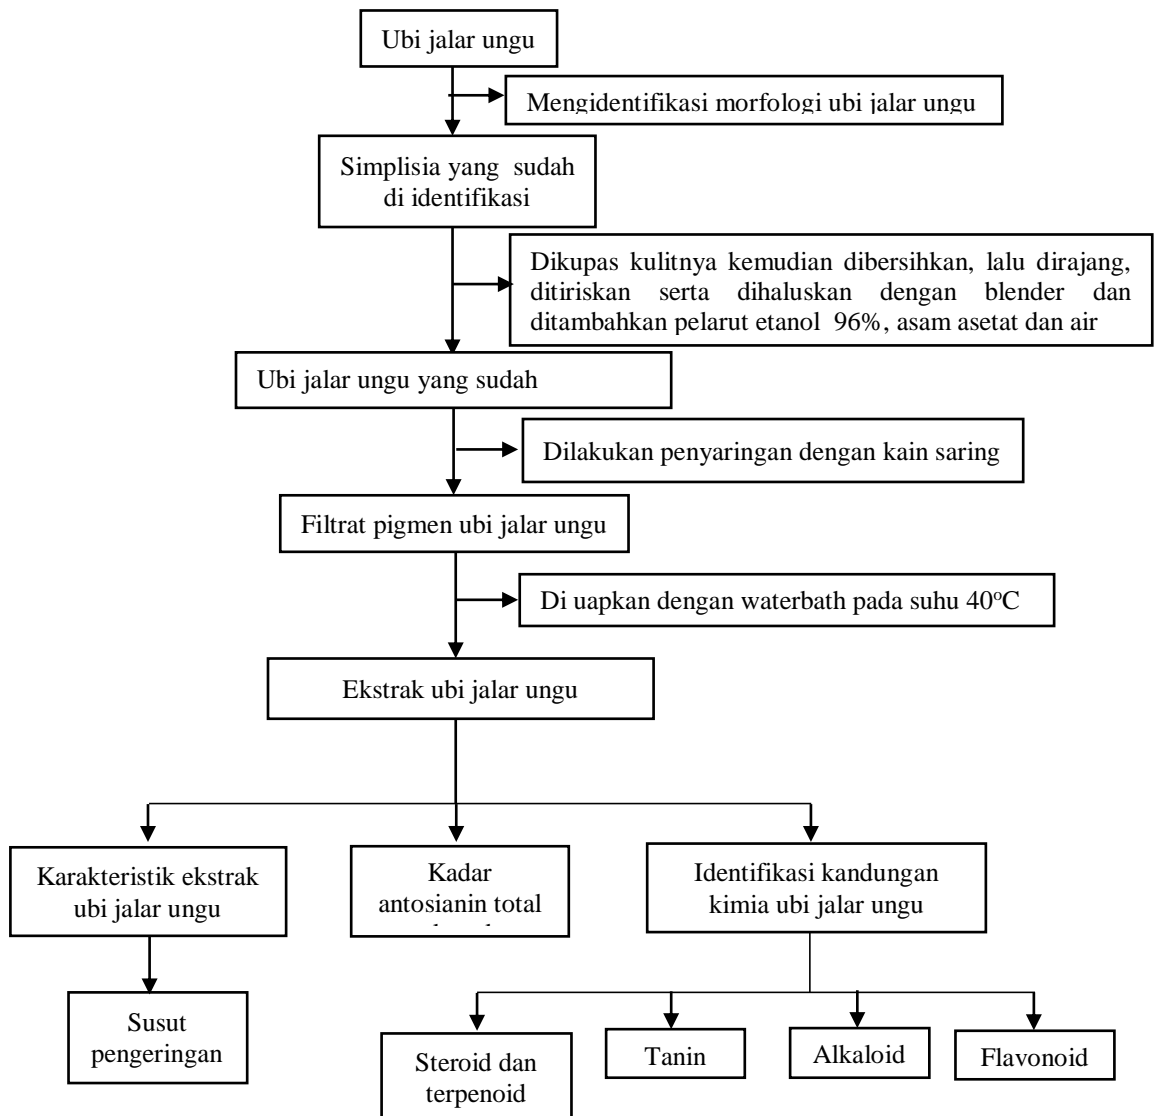 Ubi jalar ungu
Mengidentifikasi morfologi ubi jalar ungu
Simplisia yang sudah
di identifikasi
Dikupas kulitnya kemudian dibersihkan, lalu dirajang,
ditiriskan serta dihaluskan dengan blender dan
ditambahkan pelarut etanol 96%, asam asetat dan air
Ubi jalar ungu yang sudah
Dilakukan penyaringan dengan kain saring
Filtrat pigmen ubi jalar ungu
Di uapkan dengan waterbath pada suhu 40°C
Ekstrak ubi jalar ungu
Karakteristik ekstrak
ubi jalar ungu
Kadar
antosianin total
Identifikasi kandungan
kimia ubi jalar ungu
Susut
pengeringan
Steroid dan
terpenoid
Tanin
Alkaloid
Flavonoid